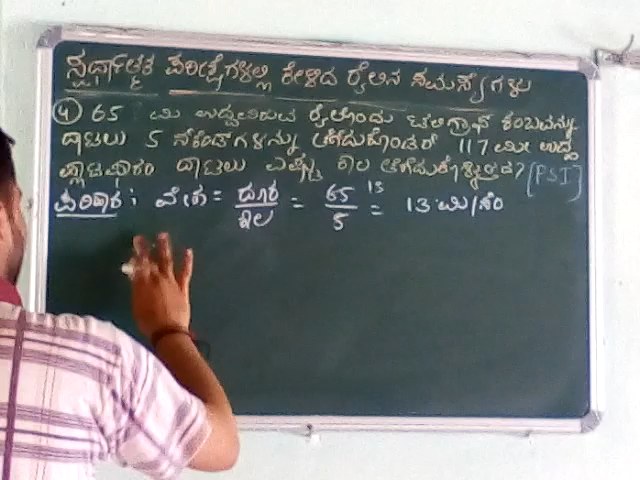 ಸ್ಪರ್ಧಾತ್ಮಕ ಪರೀಕ್ಷೆಗಳಲ್ಲಿ ಕೇಳಿದ ರೈಲಿನ ಸಮಸ್ಯೆಗಳು
4) 65 ಮಿ ಉದ್ದವಿರುವ ರೈಲೊಂದು ಟೆಲಿಗ್ರಾಫ್ ಕಂಬವನ್ನು
ದಾಟಲು 5 ಸೆಕೆಂಡ್‌ಗಳನ್ನು ತೆಗೆದುಕೊಂಡರೆ 117 ಮೀ ಉದ್ದ
ಪ್ಲಾಟ್‌ಫಾರಂ ದಾಟಲು ಎಷ್ಟು ಕಾಲ ತೆಗೆದುಕೊಳ್ಳುತ್ತದೆ? [PSI]
ಪರಿಹಾರ : ವೇಗ = ದೂರ / ಕಾಲ = 65 / 5 13 = 13 ಮಿ/ಸೆಂ